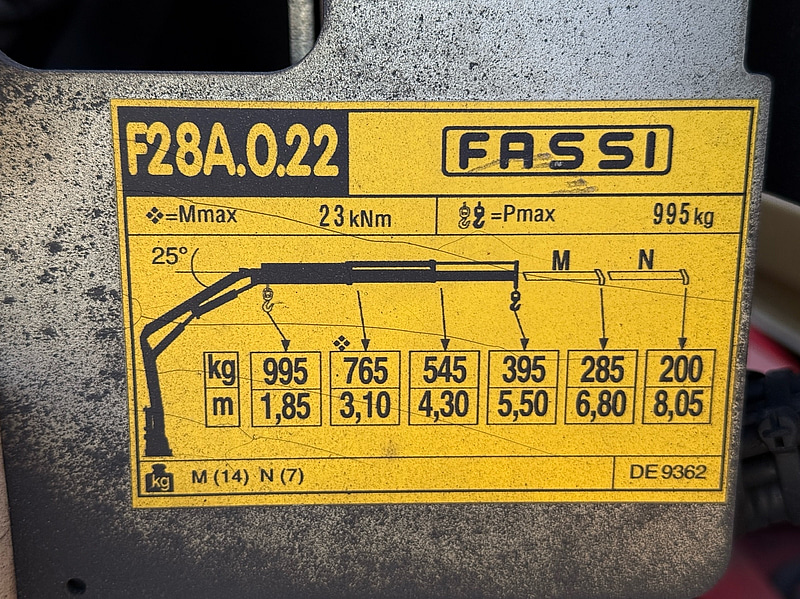 F28A.0.22
FASSI
❖=Mmax 23 kNm
=Pmax 995 kg
25°
M N
kg 995 ❖ 765 545 395 285 200
m 1,85 3,10 4,30 5,50 6,80 8,05
kg M (14) N (7)
DE 9362